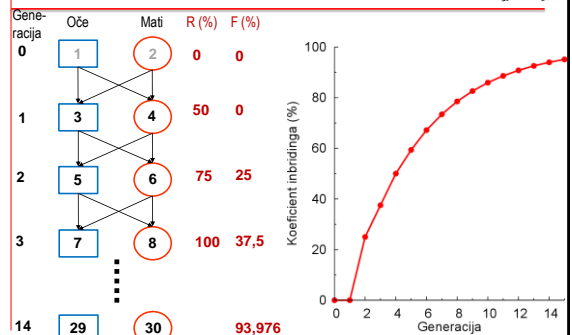 Gene-
racija Oče Mati R (%) F (%)
0 1 2 0 0
1 3 4 50 0
2 5 6 75 25
3 7 8 100 37,5
14 29 30 93,976
Koeficient inbridinga (%)
100
80
60
40
20
0
0 2 4 6 8 10 12 14
Generacija